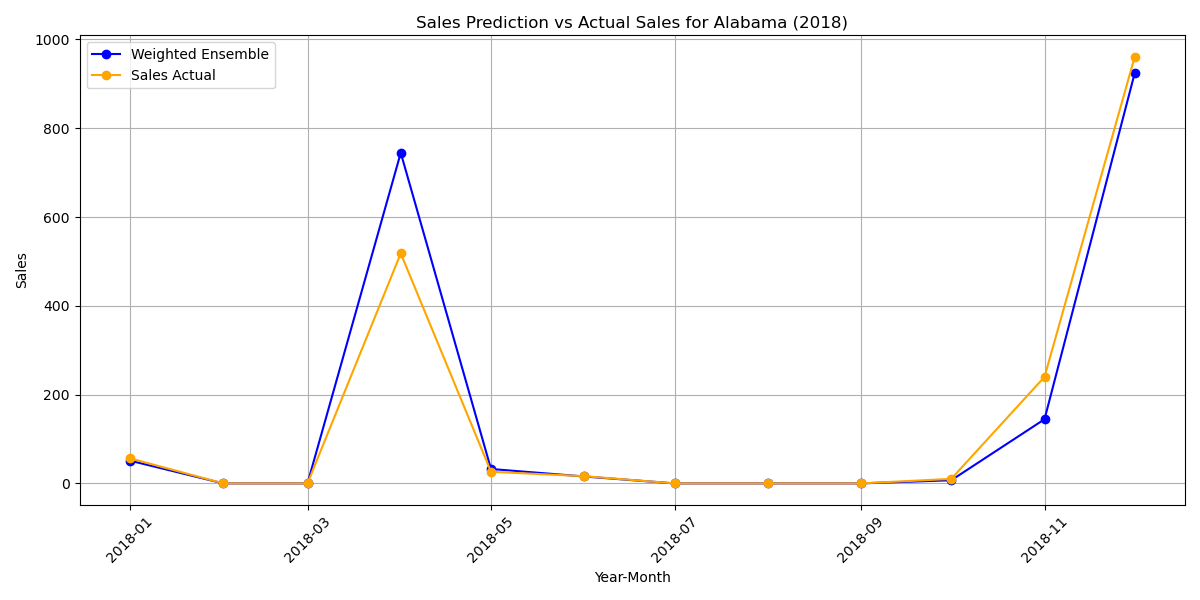 Sales Prediction vs Actual Sales for Alabama (2018)
Weighted Ensemble
Sales Actual
1000
800
600
400
200
0
Sales
2018-01
2018-03
2018-05
2018-07
2018-09
2018-11
Year-Month